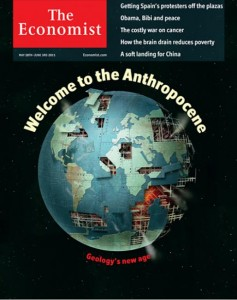 The
Economist
MAY 28TH–JUNE 3RD 2011
Economist.com
Getting Spain's protesters off the plazas
Obama, Bibi and peace
The costly war on cancer
How the brain drain reduces poverty
A soft landing for China
Welcome to the Anthropocene
Geology's new age